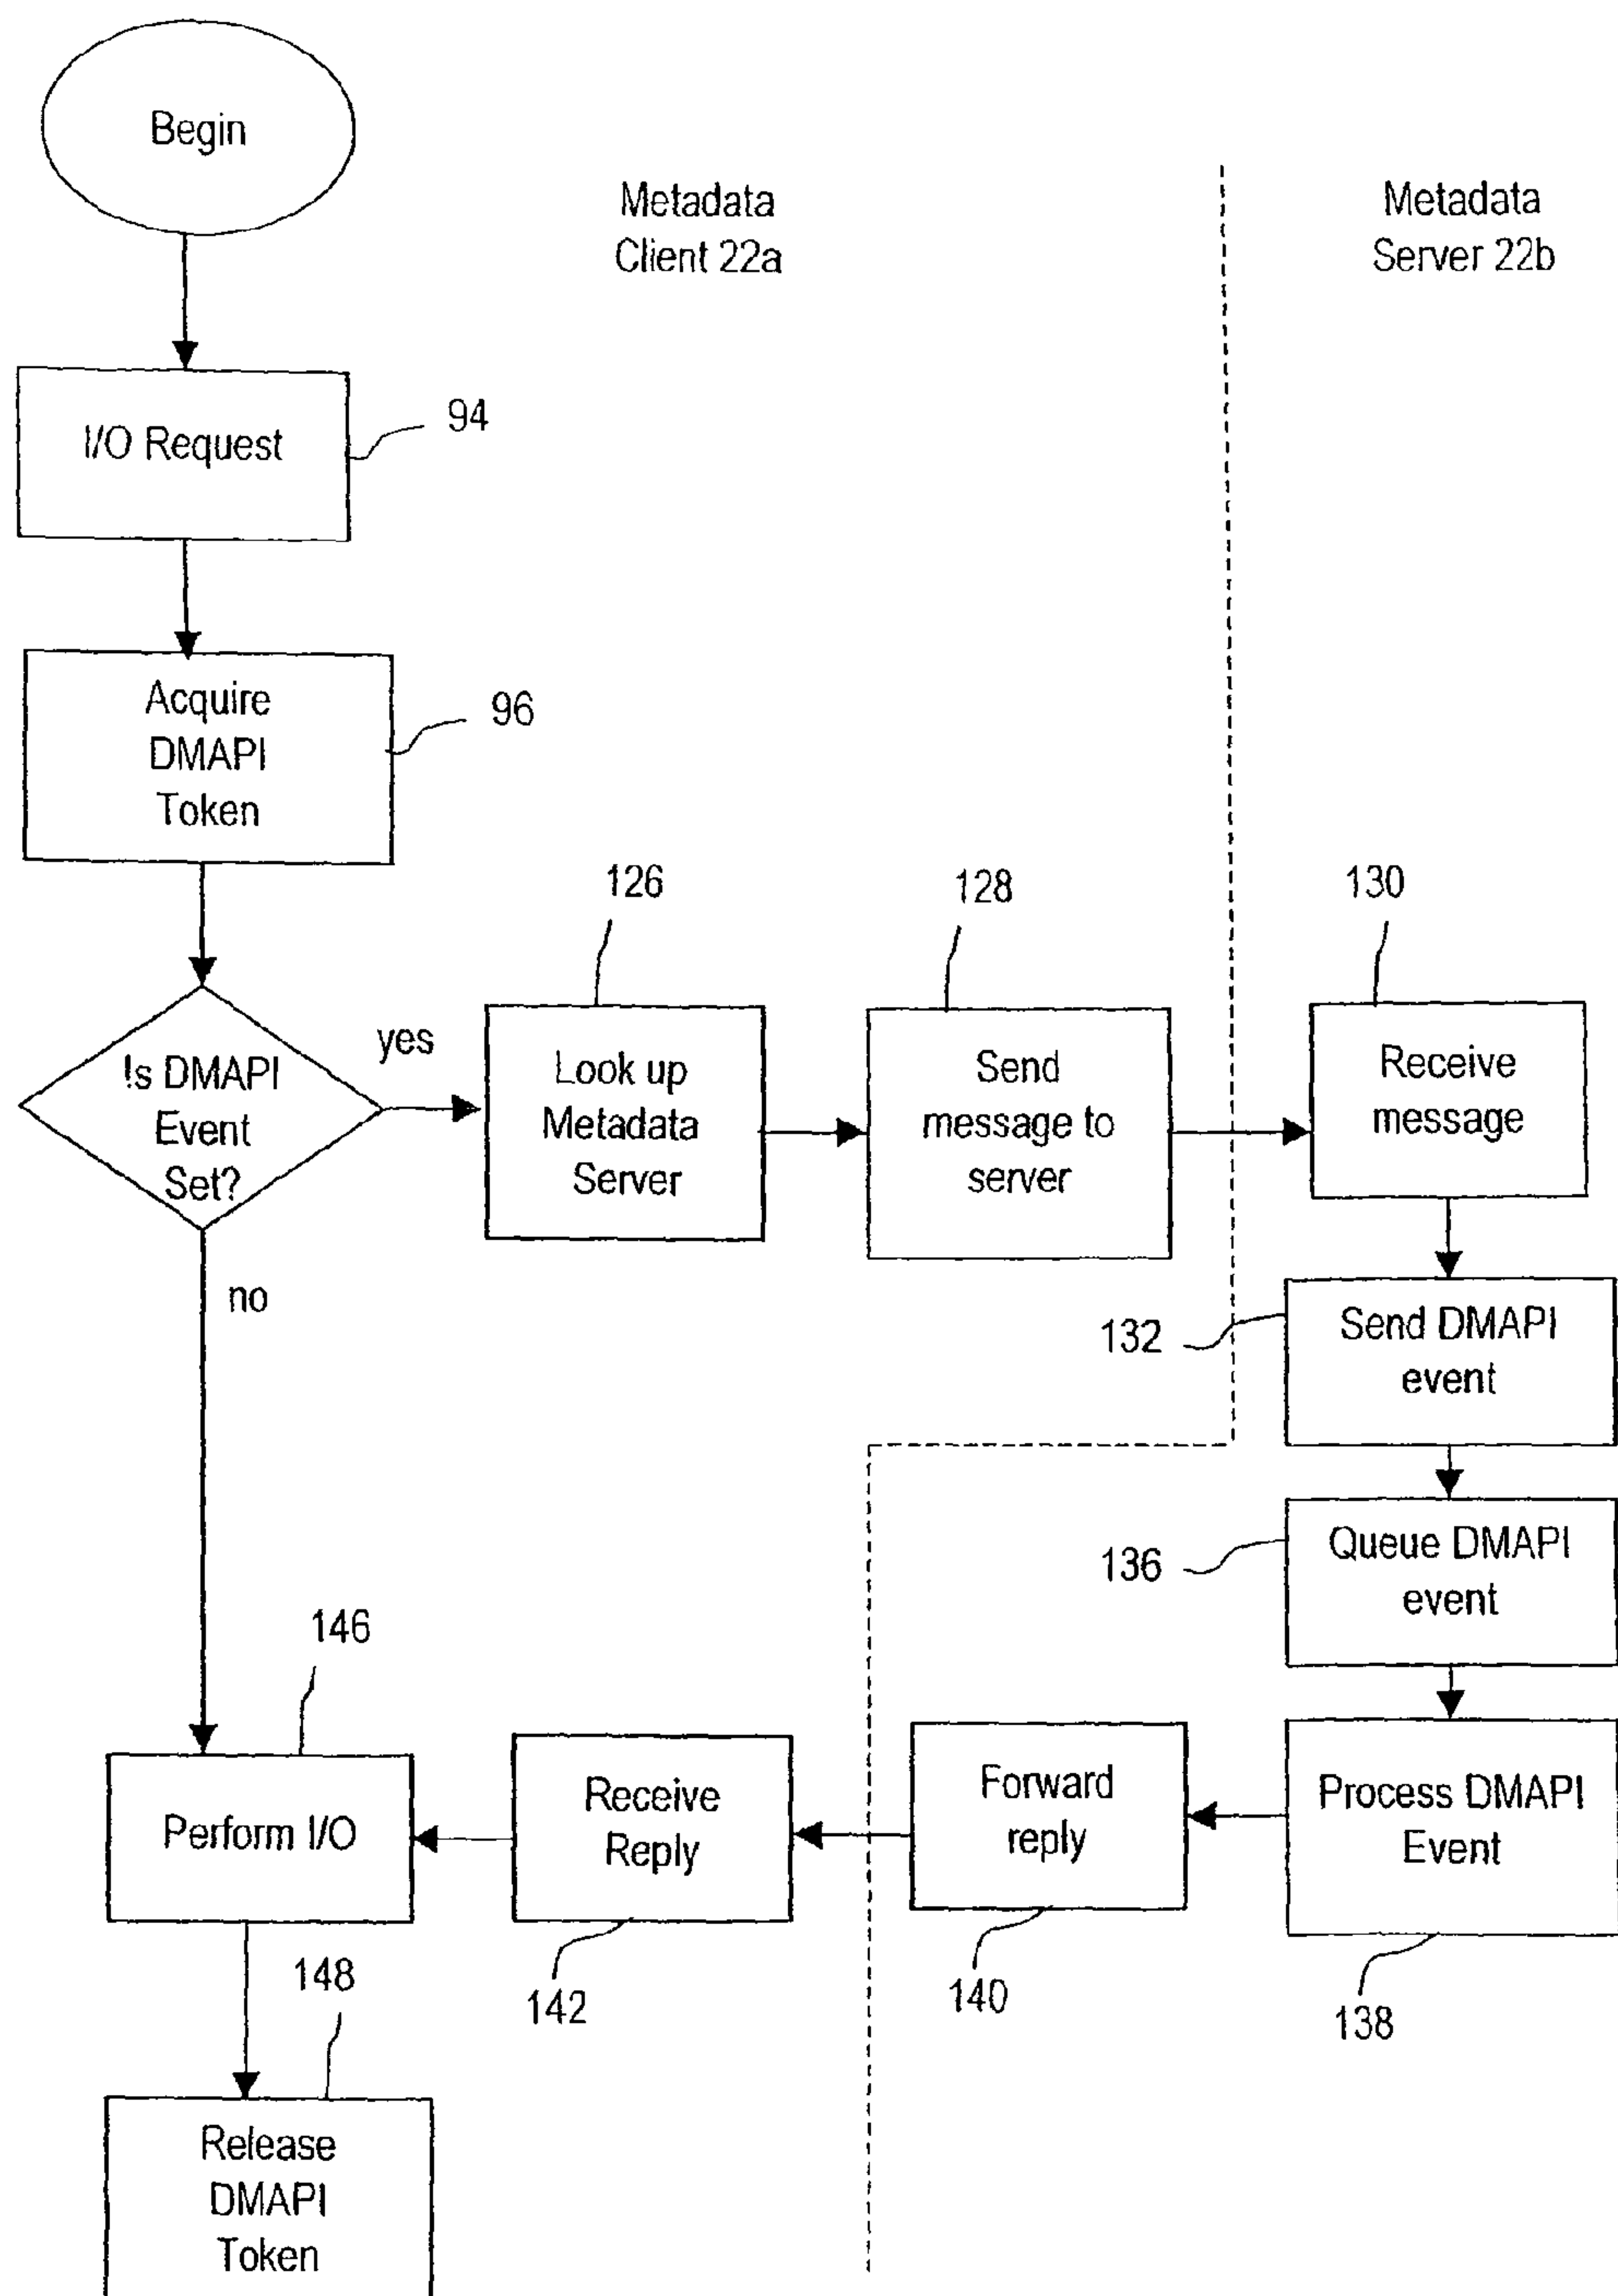 Begin
Metadata
Client 22a
Metadata
Server 22b
I/O Request
94
Acquire
DMAPI
Token
96
!s DMAPI
Event
Set?
yes
no
126
Look up
Metadata
Server
128
Send
message to
server
130
Receive
message
132
Send DMAPI
event
136
Queue DMAPI
event
138
Process DMAPI
Event
140
Forward
reply
142
Receive
Reply
146
Perform I/O
148
Release
DMAPI
Token